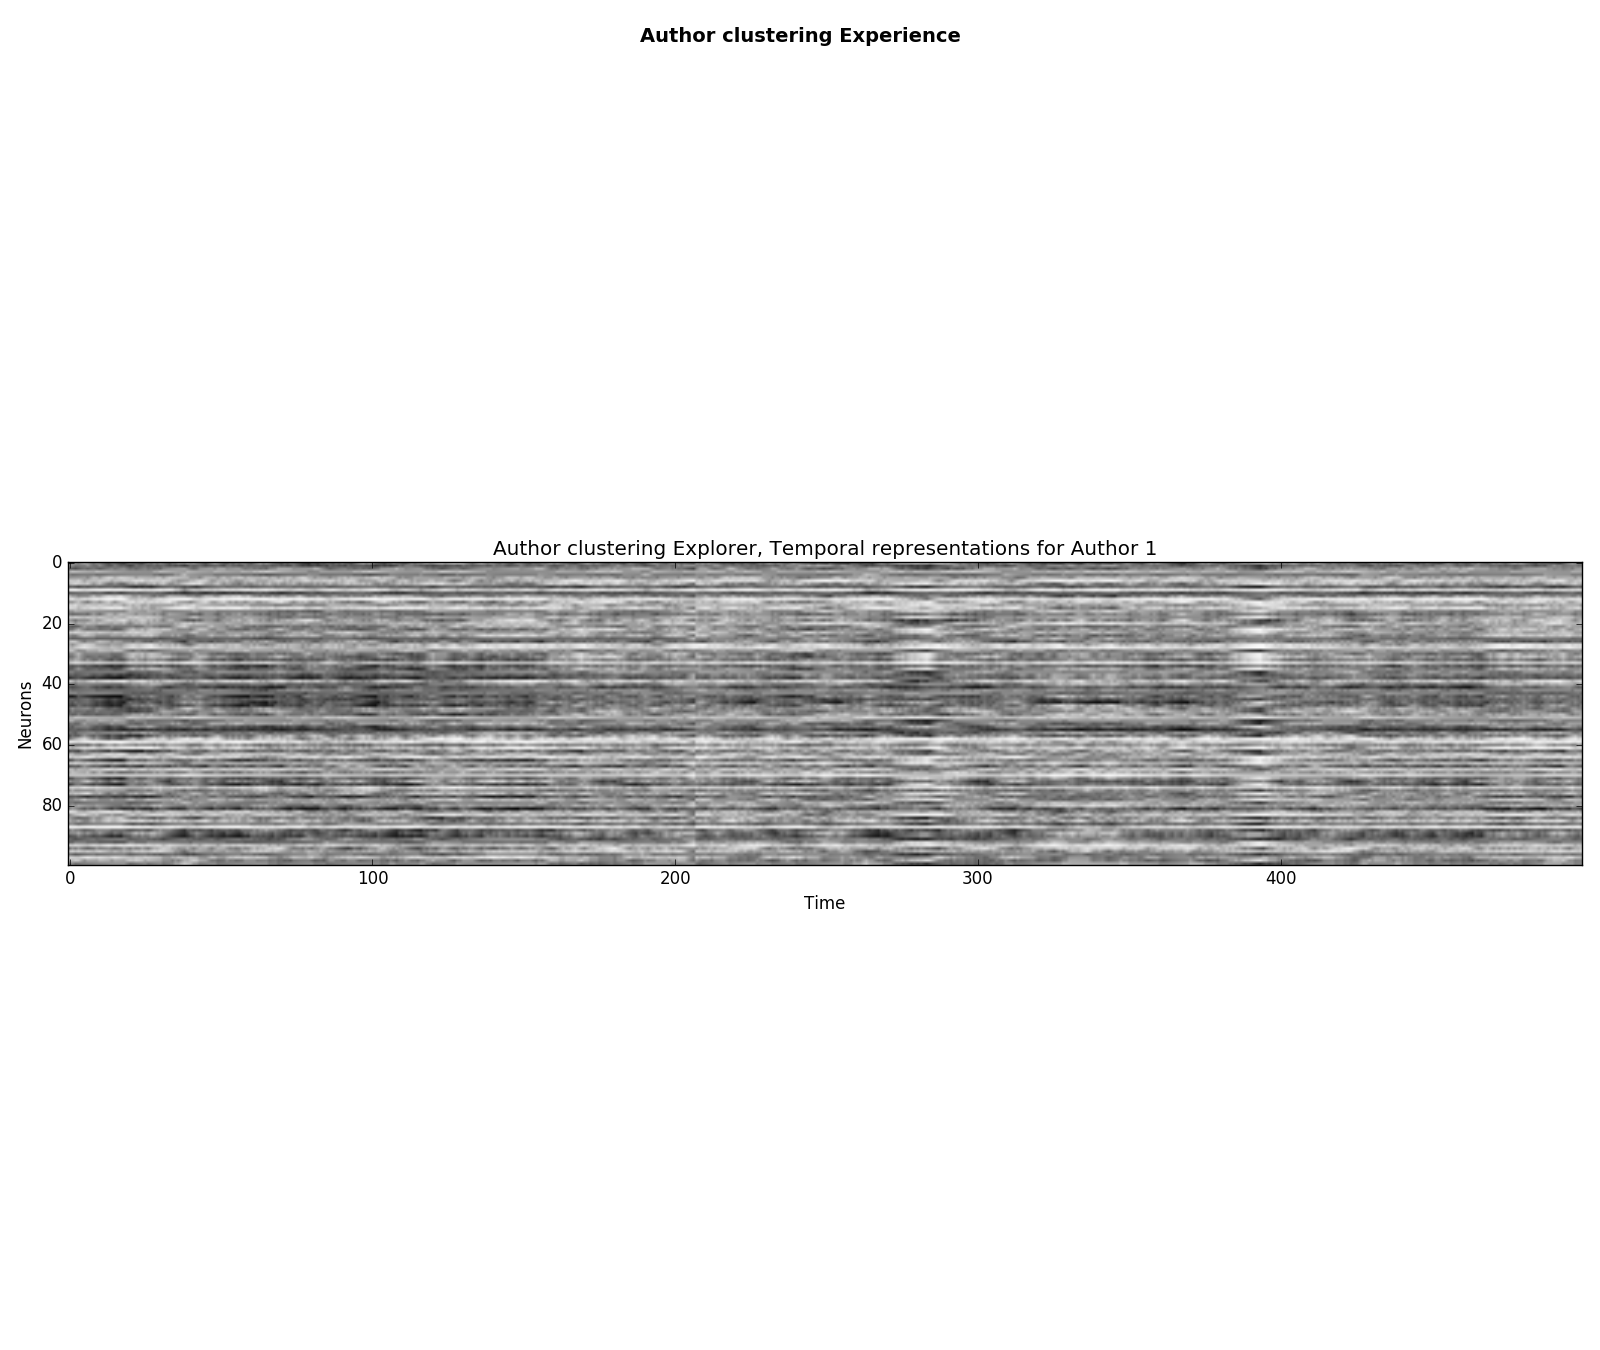 Author clustering Experience
Author clustering Explorer, Temporal representations for Author 1
0
20
40
60
80
Neurons
0 100 200 300 400
Time